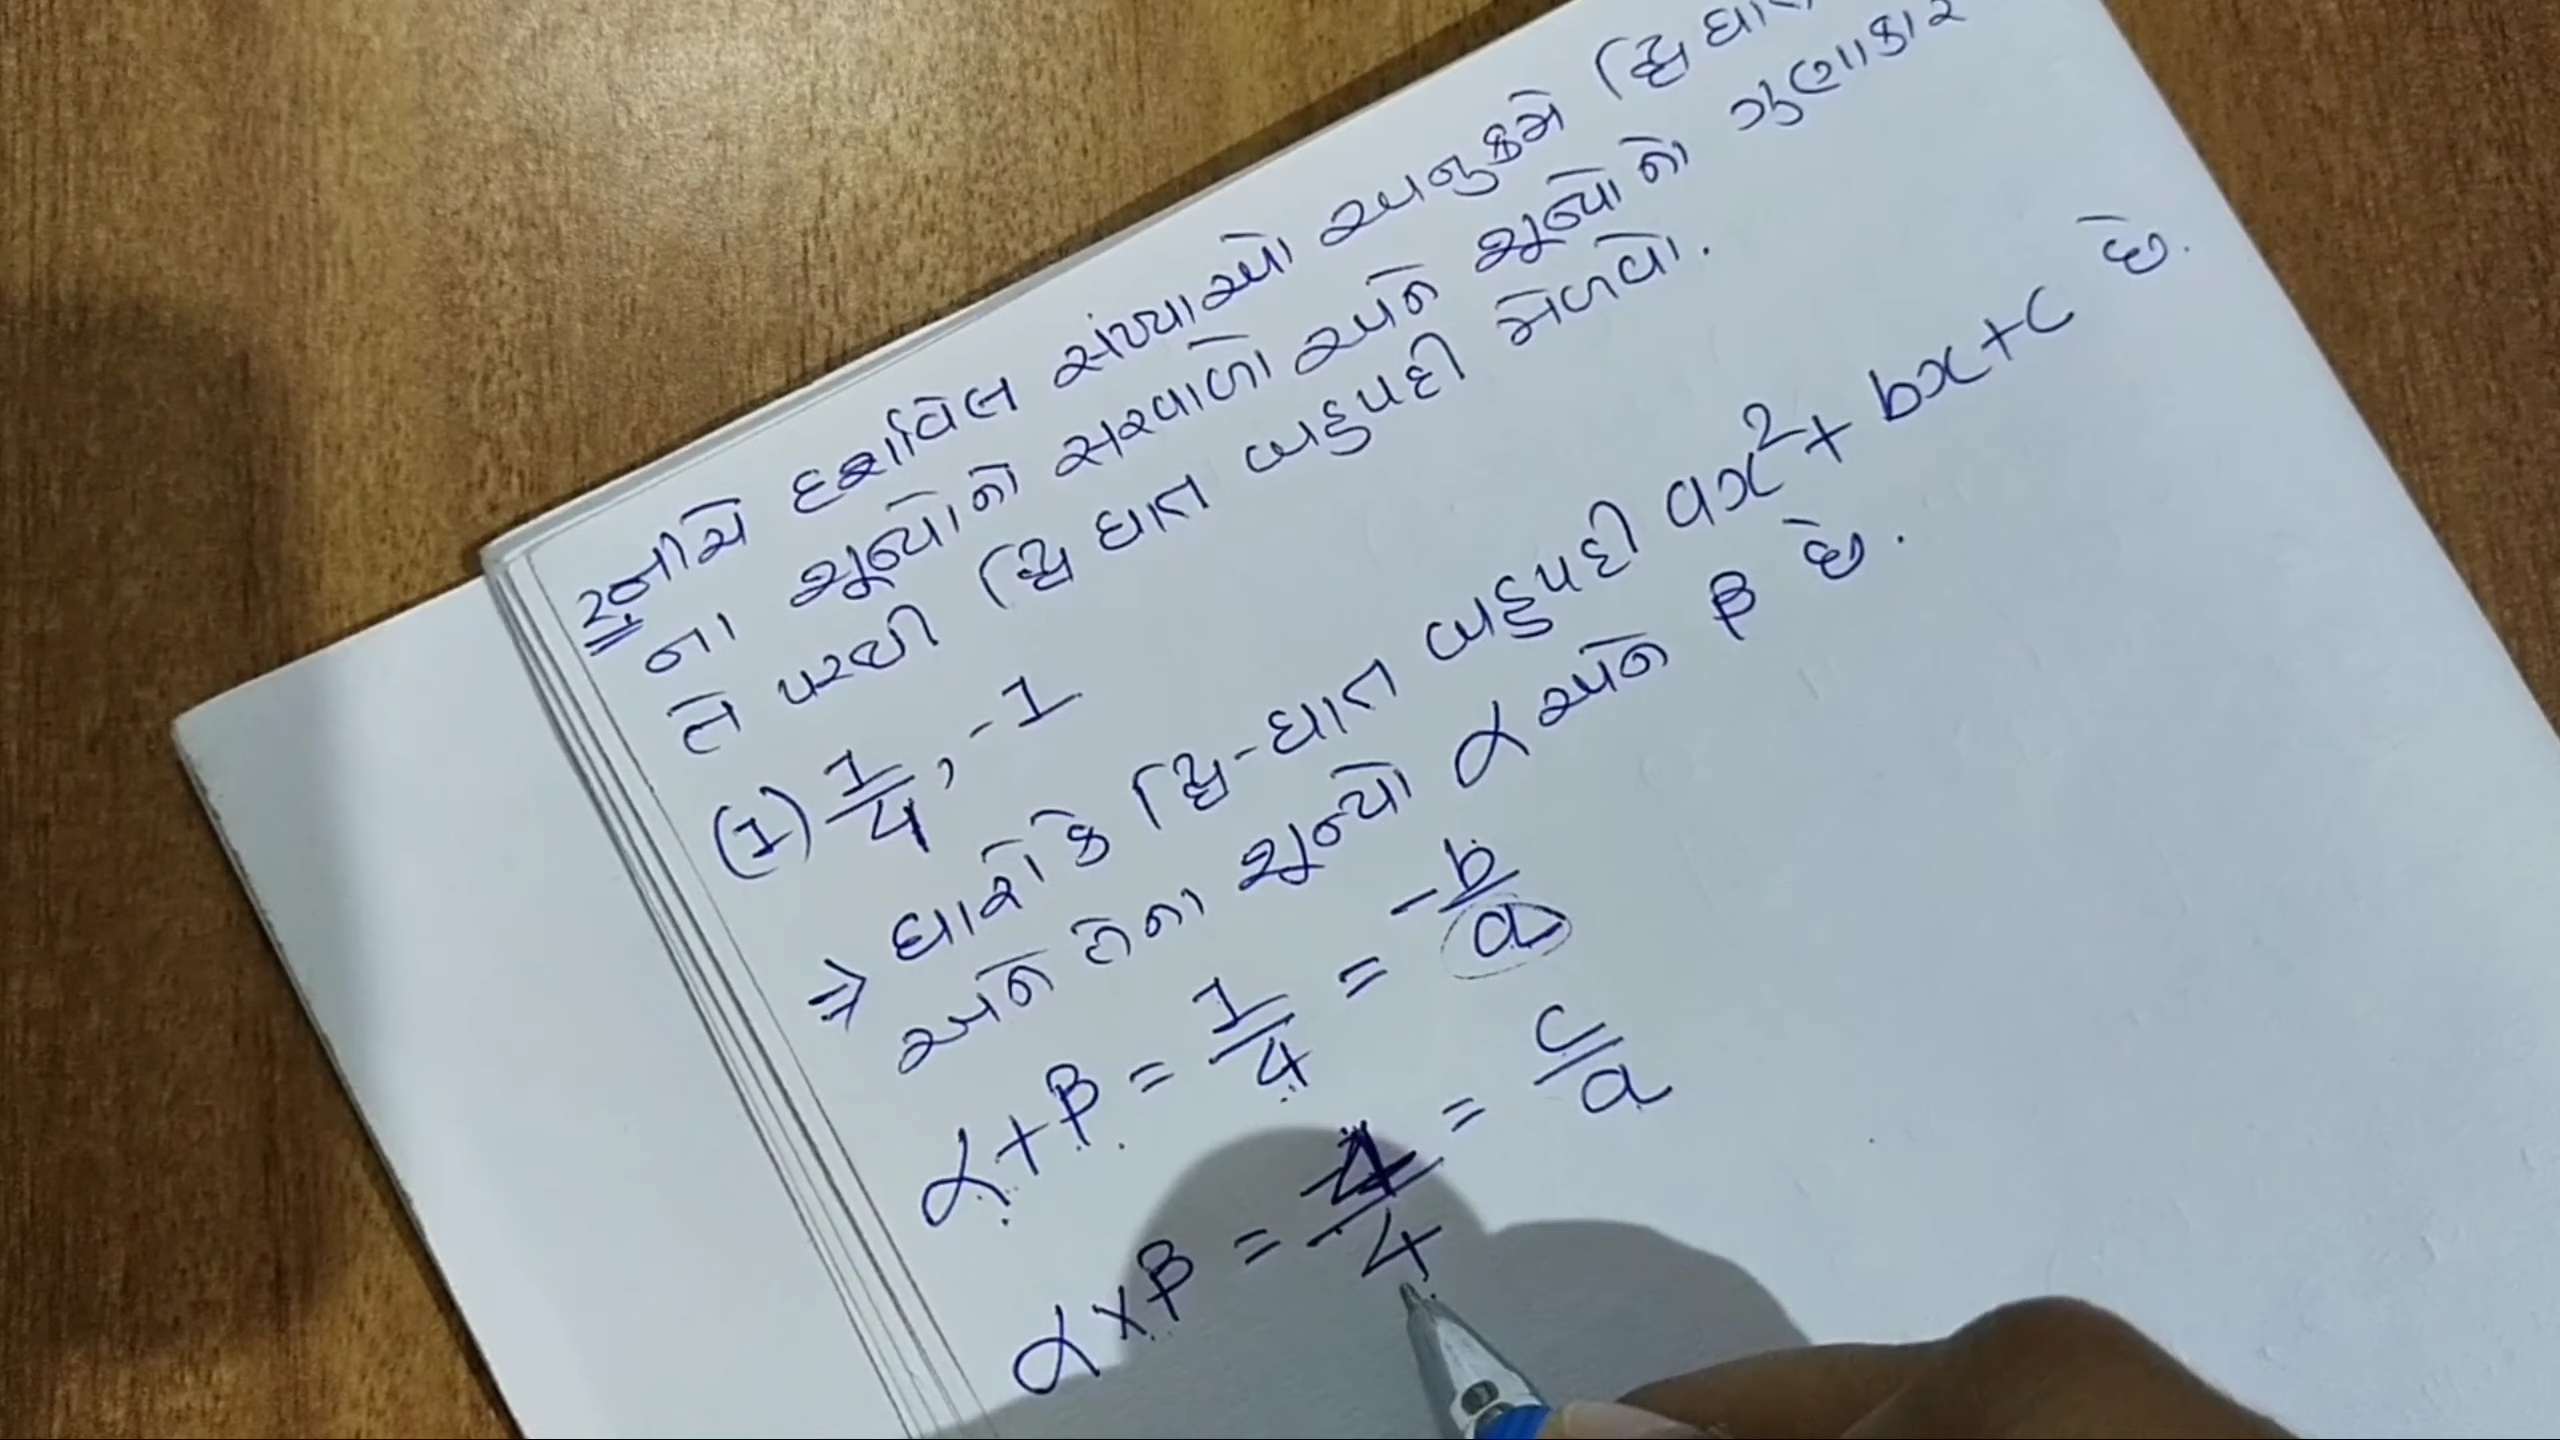 2. નીચે દર્શાવેલ સંખ્યાઓ અનુક્રમે દ્વિઘાત
ના શૂન્યોનો સરવાળો અને શૂન્યોનો ગુણાકાર
તે પરથી દ્વિઘાત બહુપદી મેળવો.
(1) 1/4, -1
⇒ ધારો કે દ્વિ-ઘાત બહુપદી ax² + bx + c છે.
અને તેના શૂન્યો α અને β છે.
α + β = 1/4 = -b/a
α × β = 4/4 = c/a